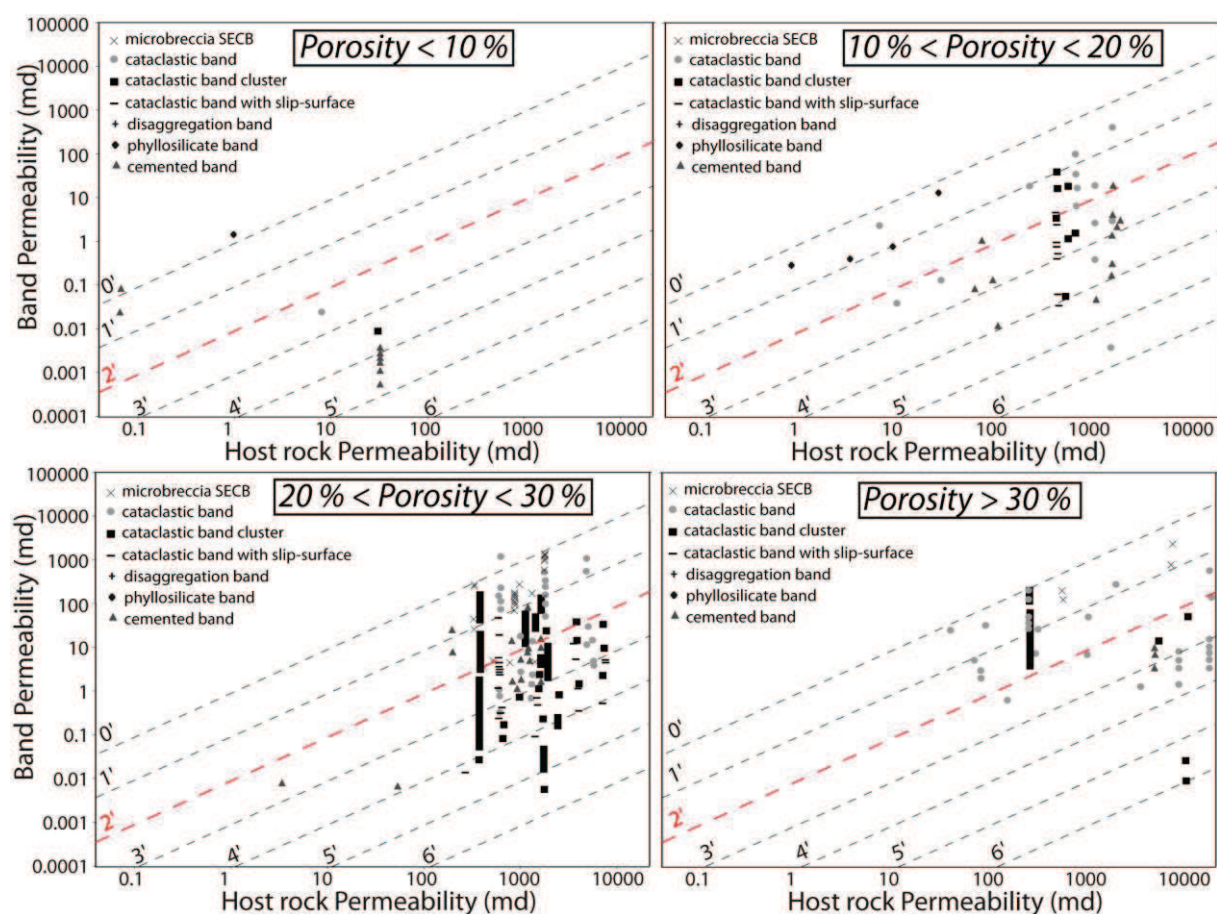 Porosity < 10 %
microbreccia SECB
cataclastic band
cataclastic band cluster
cataclastic band with slip-surface
disaggregation band
phyllosilicate band
cemented band
Band Permeability (md)
100000
10000
1000
100
10
1
0.1
0.01
0.001
0.0001
0'
1'
2'
3'
4'
5'
6'
0.1
1
10
100
1000
10000
Host rock Permeability (md)
10 % < Porosity < 20 %
microbreccia SECB
cataclastic band
cataclastic band cluster
cataclastic band with slip-surface
disaggregation band
phyllosilicate band
cemented band
0'
1'
2'
3'
4'
5'
6'
0.1
1
10
100
1000
10000
Host rock Permeability (md)
20 % < Porosity < 30 %
microbreccia SECB
cataclastic band
cataclastic band cluster
cataclastic band with slip-surface
disaggregation band
phyllosilicate band
cemented band
Band Permeability (md)
100000
10000
1000
100
10
1
0.1
0.01
0.001
0.0001
0'
1'
2'
3'
4'
5'
6'
0.1
1
10
100
1000
10000
Host rock Permeability (md)
Porosity > 30 %
microbreccia SECB
cataclastic band
cataclastic band cluster
cataclastic band with slip-surface
disaggregation band
phyllosilicate band
cemented band
0'
1'
2'
3'
4'
5'
6'
0.1
1
10
100
1000
10000
Host rock Permeability (md)